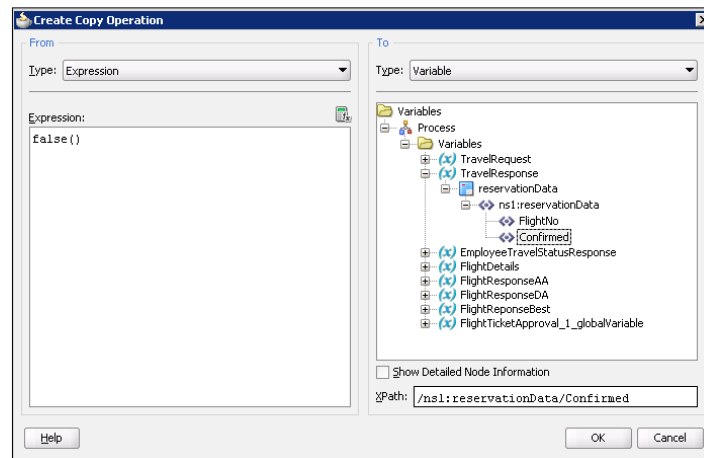 Create Copy Operation
From
Type: Expression
Expression:
false()
To
Type: Variable
Variables
Process
Variables
(x) TravelRequest
(x) TravelResponse
reservationData
<> ns1:reservationData
<> FlightNo
<> Confirmed
(x) EmployeeTravelStatusResponse
(x) FlightDetails
(x) FlightResponseAA
(x) FlightResponseDA
(x) FlightReponseBest
(x) FlightTicketApproval_1_globalVariable
Show Detailed Node Information
XPath: /ns1:reservationData/Confirmed
Help
OK
Cancel